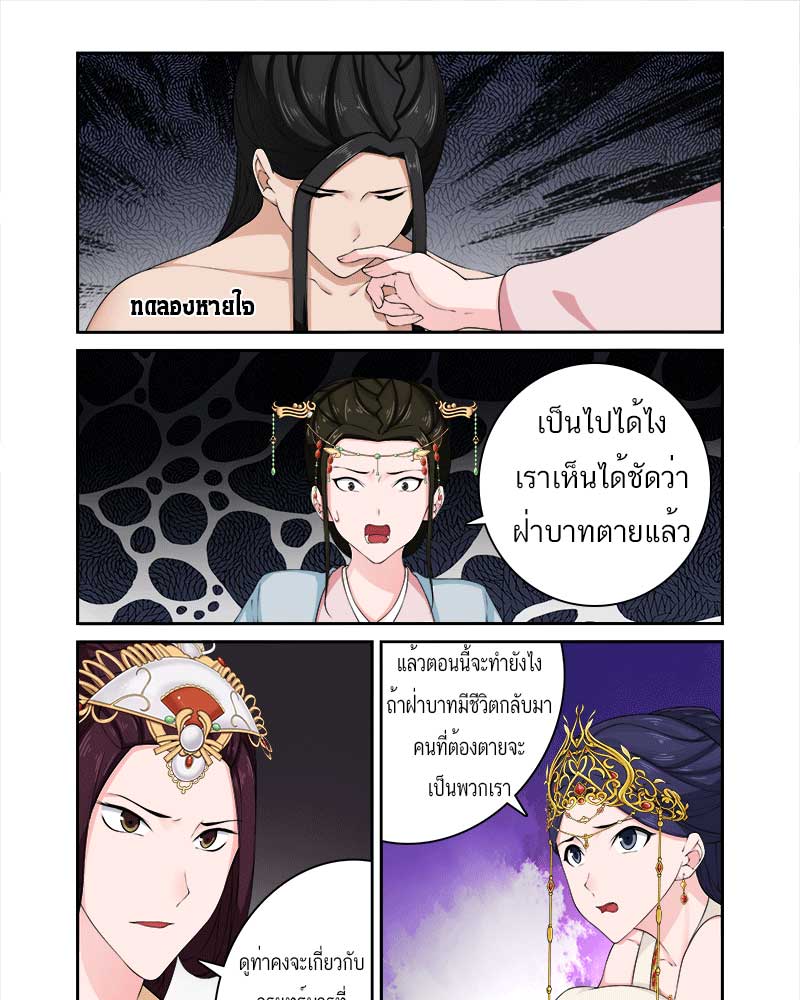 ทดลองหายใจ
เป็นไปได้ไง
เราเห็นได้ชัดว่า
ฝ่าบาทตายแล้ว
แล้วตอนนี้จะทำยังไง
ถ้าฝ่าบาทมีชีวิตกลับมา
คนที่ต้องตายจะ
เป็นพวกเรา
ดูท่าคงจะเกี่ยวกับ